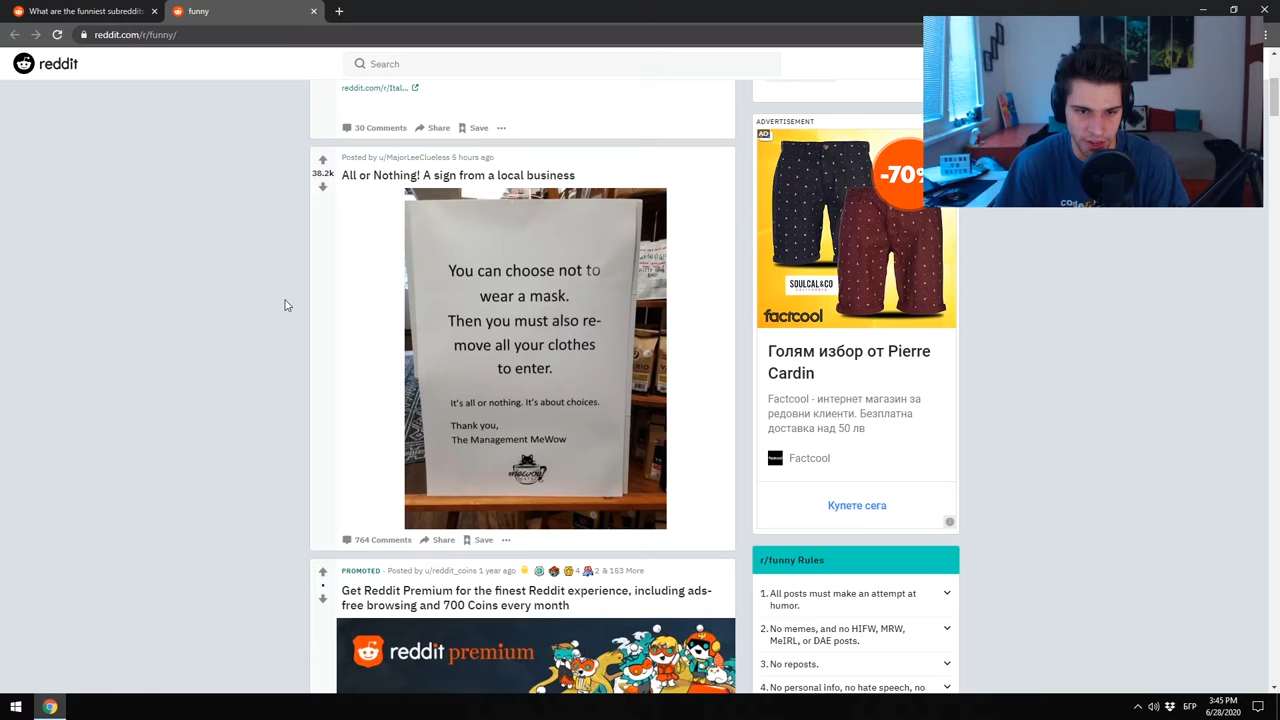 What are the funniest subreddits
funny
reddit.com/r/funny/
reddit
Search
reddit.com/r/Ital...
30 Comments
Share
Save
ADVERTISEMENT
AD
-70%
SOULCAL&CO
CALIFORNIA
factcool
Голям избор от Pierre
Cardin
Factcool - интернет магазин за
редовни клиенти. Безплатна
доставка над 50 лв
Factcool
Купете сега
38.2k
Posted by u/MajorLeeClueless 5 hours ago
All or Nothing! A sign from a local business
You can choose not to
wear a mask.
Then you must also re-
move all your clothes
to enter.
It's all or nothing. It's about choices.
Thank you,
The Management MeWow
mewow!
764 Comments
Share
Save
PROMOTED • Posted by u/reddit_coins 1 year ago 4 2 & 153 More
Get Reddit Premium for the finest Reddit experience, including ads-
free browsing and 700 Coins every month
reddit premium
r/funny Rules
1. All posts must make an attempt at
humor.
2. No memes, and no HIFW, MRW,
MeIRL, or DAE posts.
3. No reposts.
4. No personal info, no hate speech, no
БГР
3:45 PM
6/28/2020